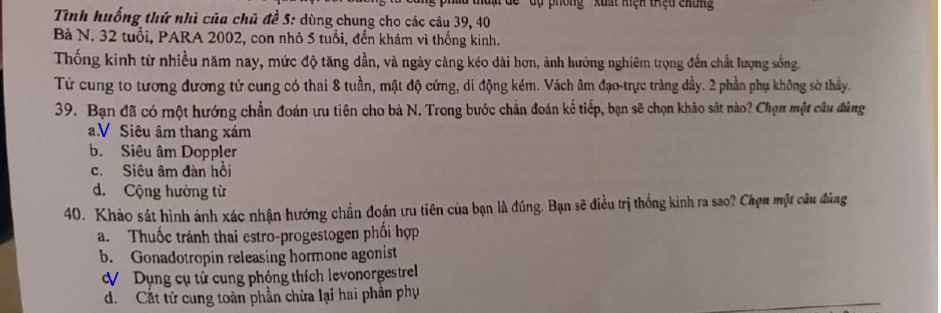 dự phòng" xuất hiện triệu chứng
Tình huống thứ nhì của chủ đề 5: dùng chung cho các câu 39, 40
Bà N. 32 tuổi, PARA 2002, con nhỏ 5 tuổi, đến khám vì thống kinh.
Thống kinh từ nhiều năm nay, mức độ tăng dần, và ngày càng kéo dài hơn, ảnh hưởng nghiêm trọng đến chất lượng sống.
Tử cung to tương đương tử cung có thai 8 tuần, mật độ cứng, di động kém. Vách âm đạo-trực tràng dầy. 2 phần phụ không sờ thấy.
39. Bạn đã có một hướng chẩn đoán ưu tiên cho bà N. Trong bước chẩn đoán kế tiếp, bạn sẽ chọn khảo sát nào? Chọn một câu đúng
a.V Siêu âm thang xám
b. Siêu âm Doppler
c. Siêu âm đàn hồi
d. Cộng hưởng từ
40. Khảo sát hình ảnh xác nhận hướng chẩn đoán ưu tiên của bạn là đúng. Bạn sẽ điều trị thống kinh ra sao? Chọn một câu đúng
a. Thuốc tránh thai estro-progestogen phối hợp
b. Gonadotropin releasing hormone agonist
cV Dụng cụ tử cung phóng thích levonorgestrel
d. Cắt tử cung toàn phần chừa lại hai phần phụ